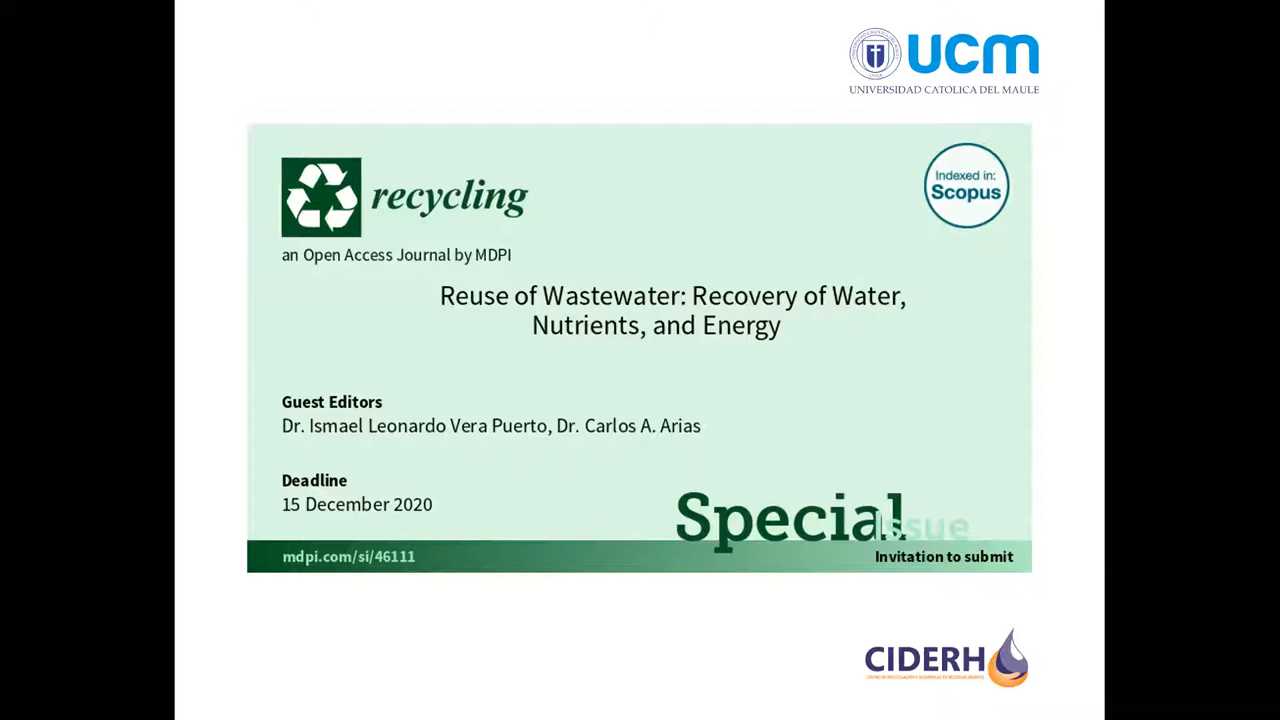 ucm
UNIVERSIDAD CATOLICA DEL MAULE
recycling
Indexed in:
Scopus
an Open Access Journal by MDPI
Reuse of Wastewater: Recovery of Water,
Nutrients, and Energy
Guest Editors
Dr. Ismael Leonardo Vera Puerto, Dr. Carlos A. Arias
Deadline
15 December 2020
Special
Issue
mdpi.com/si/46111
Invitation to submit
CIDERH